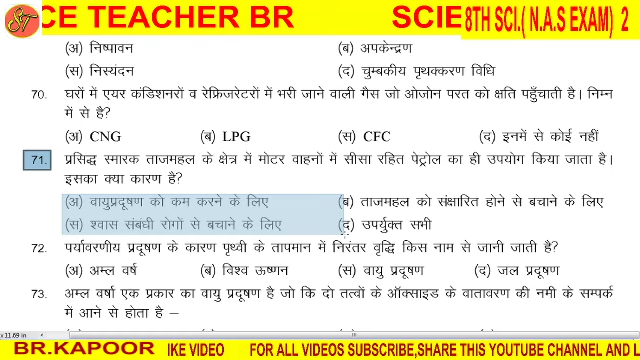 CE TEACHER BR SCIE 8TH SCI.( N.A.S EXAM) 2
(अ) निष्पावन (ब) अपकेन्द्रण
(स) निस्यंदन (द) चुम्बकीय पृथक्करण विधि
70. घरों में एयर कंडिशनरों व रेफ्रिजरेटरों में भरी जाने वाली गैस जो ओजोन परत को क्षति पहुँचाती है। निम्न
में से है?
(अ) CNG (ब) LPG (स) CFC (द) इनमें से कोई नहीं
71. प्रसिद्ध स्मारक ताजमहल के क्षेत्र में मोटर वाहनों में सीसा रहित पेट्रोल का ही उपयोग किया जाता है।
इसका क्या कारण है?
(अ) वायुप्रदूषण को कम करने के लिए (ब) ताजमहल को संक्षारित होने से बचाने के लिए
(स) श्वास संबंधी रोगों से बचाने के लिए (द) उपर्युक्त सभी
72. पर्यावरणीय प्रदूषण के कारण पृथ्वी के तापमान में निरंतर वृद्धि किस नाम से जानी जाती है?
(अ) अम्ल वर्ष (ब) विश्व ऊष्णन (स) वायु प्रदूषण (द) जल प्रदूषण
73. अम्ल वर्षा एक प्रकार का वायु प्रदूषण है जो कि दो तत्वों के ऑक्साइड के वातावरण की नमी के सम्पर्क
में आने से होता है –
x 11.69 in
BR.KAPOOR IKE VIDEO FOR ALL VIDEOS SUBSCRIBE,SHARE THIS YOUTUBE CHANNEL AND L